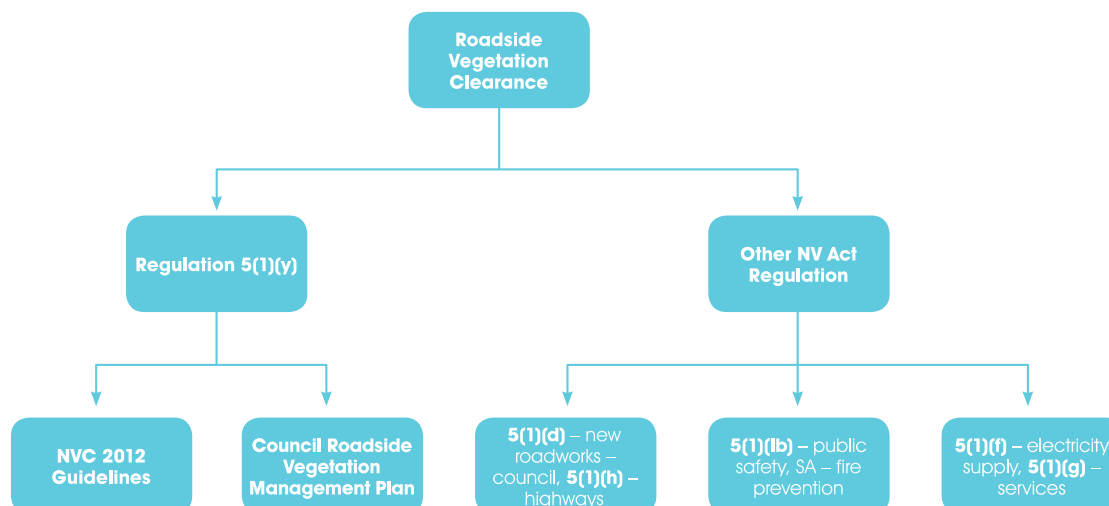 Roadside
Vegetation
Clearance
Regulation 5(1)(y)
Other NV Act
Regulation
NVC 2012
Guidelines
Council Roadside
Vegetation
Management Plan
5(1)(d) – new
roadworks –
council, 5(1)(h) –
highways
5(1)(lb) – public
safety, SA – fire
prevention
5(1)(f) – electricity
supply, 5(1)(g) –
services